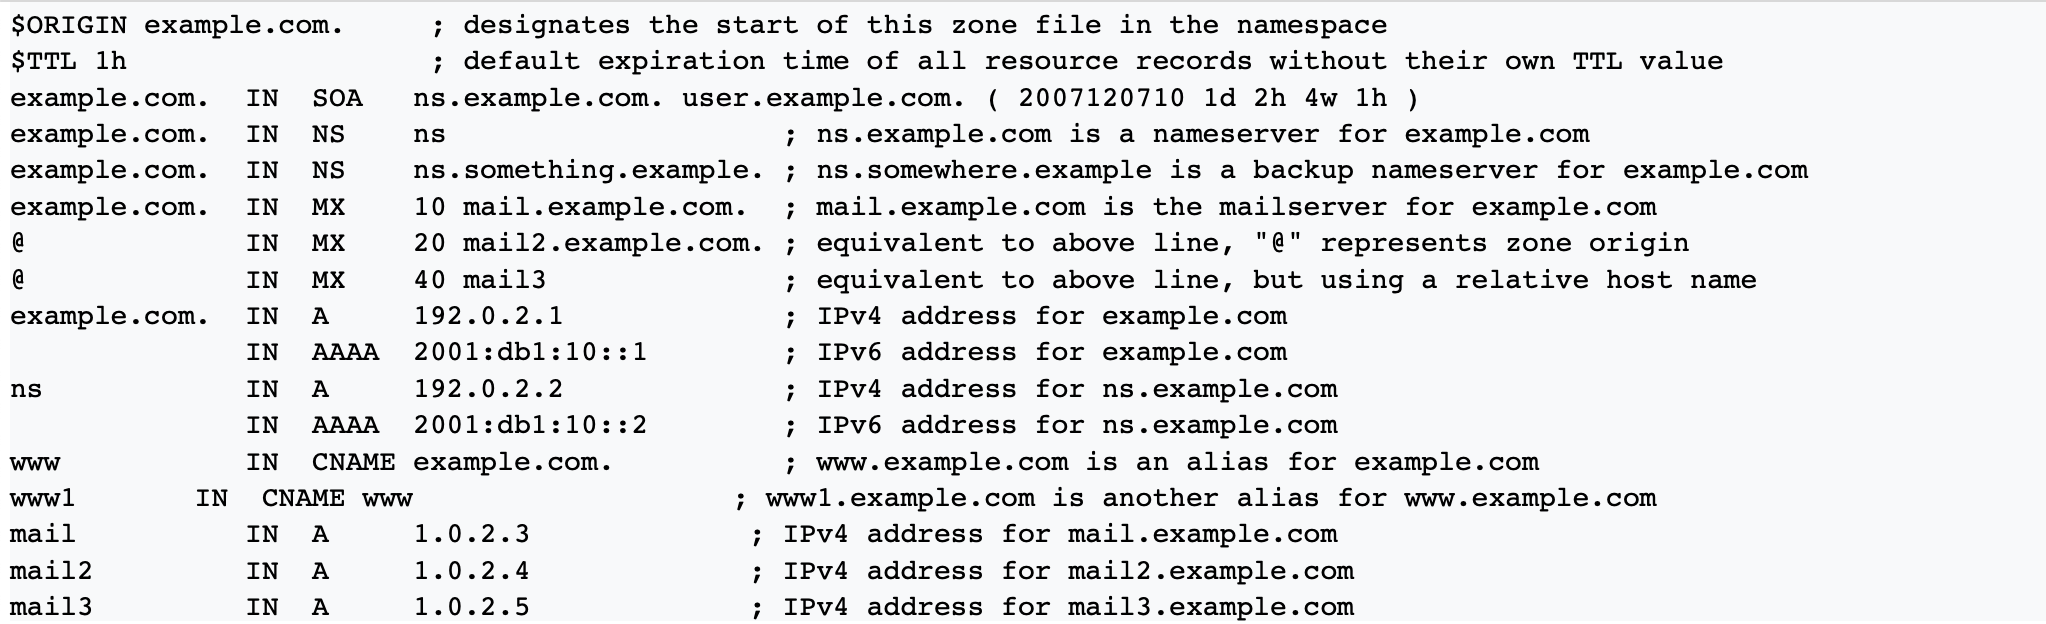 $ORIGIN example.com.     ; designates the start of this zone file in the namespace
$TTL 1h                  ; default expiration time of all resource records without their own TTL value
example.com.  IN  SOA   ns.example.com. user.example.com. ( 2007120710 1d 2h 4w 1h )
example.com.  IN  NS    ns                    ; ns.example.com is a nameserver for example.com
example.com.  IN  NS    ns.something.example. ; ns.somewhere.example is a backup nameserver for example.com
example.com.  IN  MX    10 mail.example.com.  ; mail.example.com is the mailserver for example.com
@             IN  MX    20 mail2.example.com. ; equivalent to above line, "@" represents zone origin
@             IN  MX    40 mail3              ; equivalent to above line, but using a relative host name
example.com.  IN  A     192.0.2.1             ; IPv4 address for example.com
              IN  AAAA  2001:db1:10::1        ; IPv6 address for example.com
ns            IN  A     192.0.2.2             ; IPv4 address for ns.example.com
              IN  AAAA  2001:db1:10::2        ; IPv6 address for ns.example.com
www           IN  CNAME example.com.          ; www.example.com is an alias for example.com
www1       IN  CNAME www                   ; www1.example.com is another alias for www.example.com
mail          IN  A     1.0.2.3             ; IPv4 address for mail.example.com
mail2         IN  A     1.0.2.4             ; IPv4 address for mail2.example.com
mail3         IN  A     1.0.2.5             ; IPv4 address for mail3.example.com